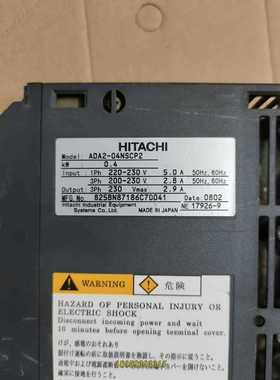 HITACHI
Model ADA2-04NSCP2
kW 0.4
Input : 1Ph 220-230 V 5.0 A 50Hz,60Hz
3Ph 200-230 V 2.8 A 50Hz,60Hz
Output: 3Ph 230 Vmax 2.9 A
MFG.No. 825BN87186C70041 Date 0802
Hitachi Industrial Equipment Systems Co., Ltd. MADE IN JAPAN NE 17926-9
WARNING 危険
HAZARD OF PERSONAL INJURY OR
ELECTRIC SHOCK
Disconnect incoming power and wait
10 minutes before opening front cover.